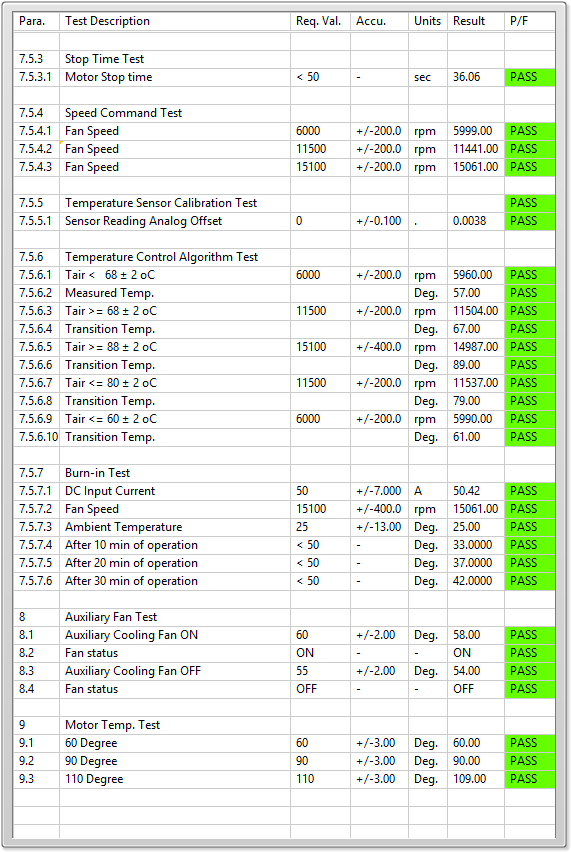 Para. Test Description Req. Val. Accu. Units Result P/F
7.5.3 Stop Time Test
7.5.3.1 Motor Stop time < 50 - sec 36.06 PASS
7.5.4 Speed Command Test
7.5.4.1 Fan Speed 6000 +/-200.0 rpm 5999.00 PASS
7.5.4.2 Fan Speed 11500 +/-200.0 rpm 11441.00 PASS
7.5.4.3 Fan Speed 15100 +/-200.0 rpm 15061.00 PASS
7.5.5 Temperature Sensor Calibration Test PASS
7.5.5.1 Sensor Reading Analog Offset 0 +/-0.100 . 0.0038 PASS
7.5.6 Temperature Control Algorithm Test
7.5.6.1 Tair < 68 ± 2 oC 6000 +/-200.0 rpm 5960.00 PASS
7.5.6.2 Measured Temp. Deg. 57.00 PASS
7.5.6.3 Tair >= 68 ± 2 oC 11500 +/-200.0 rpm 11504.00 PASS
7.5.6.4 Transition Temp. Deg. 67.00 PASS
7.5.6.5 Tair >= 88 ± 2 oC 15100 +/-400.0 rpm 14987.00 PASS
7.5.6.6 Transition Temp. Deg. 89.00 PASS
7.5.6.7 Tair <= 80 ± 2 oC 11500 +/-200.0 rpm 11537.00 PASS
7.5.6.8 Transition Temp. Deg. 79.00 PASS
7.5.6.9 Tair <= 60 ± 2 oC 6000 +/-200.0 rpm 5990.00 PASS
7.5.6.10 Transition Temp. Deg. 61.00 PASS
7.5.7 Burn-in Test
7.5.7.1 DC Input Current 50 +/-7.000 A 50.42 PASS
7.5.7.2 Fan Speed 15100 +/-400.0 rpm 15061.00 PASS
7.5.7.3 Ambient Temperature 25 +/-13.00 Deg. 25.00 PASS
7.5.7.4 After 10 min of operation < 50 - Deg. 33.0000 PASS
7.5.7.5 After 20 min of operation < 50 - Deg. 37.0000 PASS
7.5.7.6 After 30 min of operation < 50 - Deg. 42.0000 PASS
8 Auxiliary Fan Test
8.1 Auxiliary Cooling Fan ON 60 +/-2.00 Deg. 58.00 PASS
8.2 Fan status ON - - ON PASS
8.3 Auxiliary Cooling Fan OFF 55 +/-2.00 Deg. 54.00 PASS
8.4 Fan status OFF - - OFF PASS
9 Motor Temp. Test
9.1 60 Degree 60 +/-3.00 Deg. 60.00 PASS
9.2 90 Degree 90 +/-3.00 Deg. 90.00 PASS
9.3 110 Degree 110 +/-3.00 Deg. 109.00 PASS